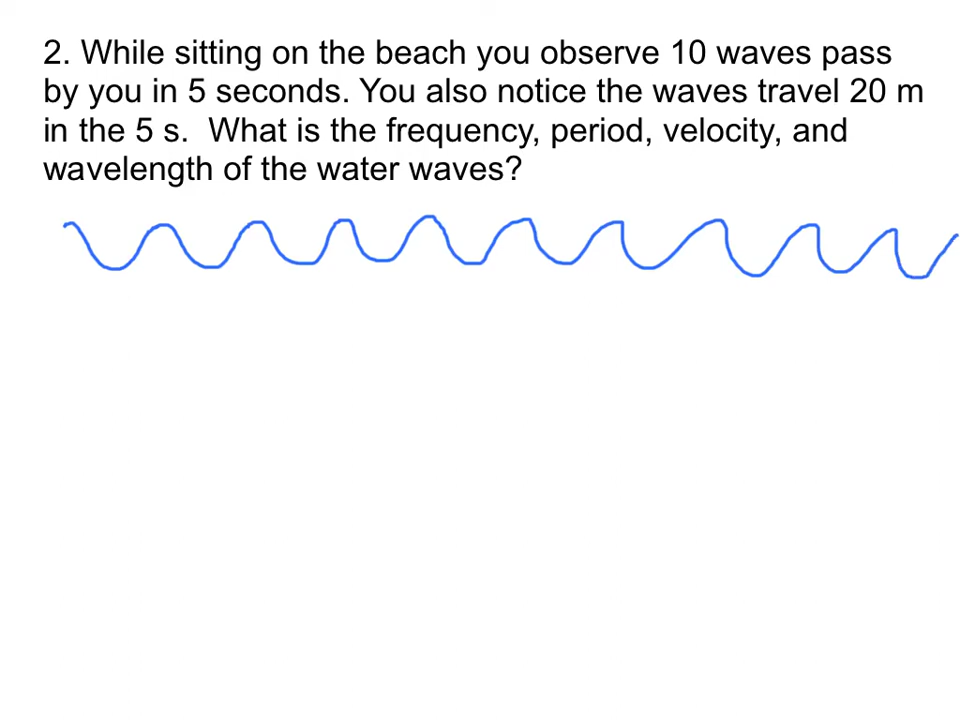 2. While sitting on the beach you observe 10 waves pass
by you in 5 seconds. You also notice the waves travel 20 m
in the 5 s.  What is the frequency, period, velocity, and
wavelength of the water waves?